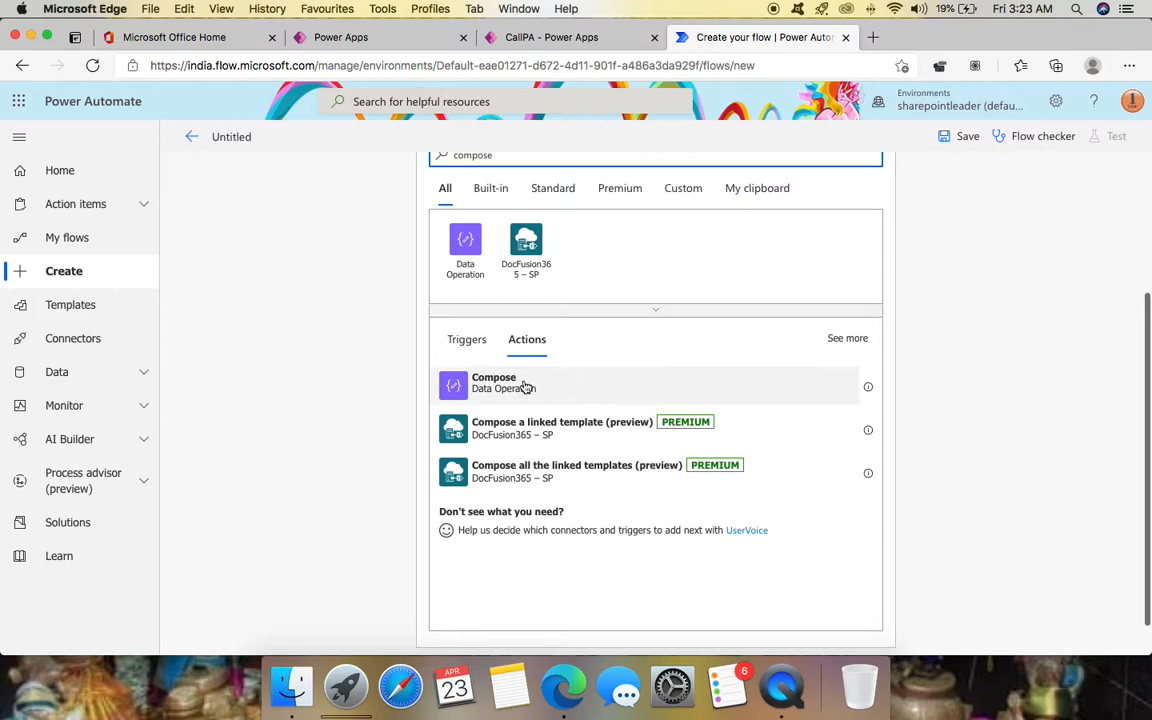 Microsoft Edge File Edit View History Favourites Tools Profiles Tab Window Help 19% Fri 3:23 AM
Microsoft Office Home Power Apps CallPA - Power Apps Create your flow | Power Autor
https://india.flow.microsoft.com/manage/environments/Default-eae01271-d672-4d11-901f-a486a3da929f/flows/new
Power Automate Search for helpful resources Environments
sharepointleader (defau...
Untitled Save Flow checker Test
Home
Action items
My flows
Create
Templates
Connectors
Data
Monitor
AI Builder
Process advisor
(preview)
Solutions
Learn
compose
All Built-in Standard Premium Custom My clipboard
Data
Operation
DocFusion36
5 – SP
Triggers Actions See more
Compose
Data Operation
Compose a linked template (preview) PREMIUM
DocFusion365 – SP
Compose all the linked templates (preview) PREMIUM
DocFusion365 – SP
Don't see what you need?
Help us decide which connectors and triggers to add next with UserVoice
APR
23
6